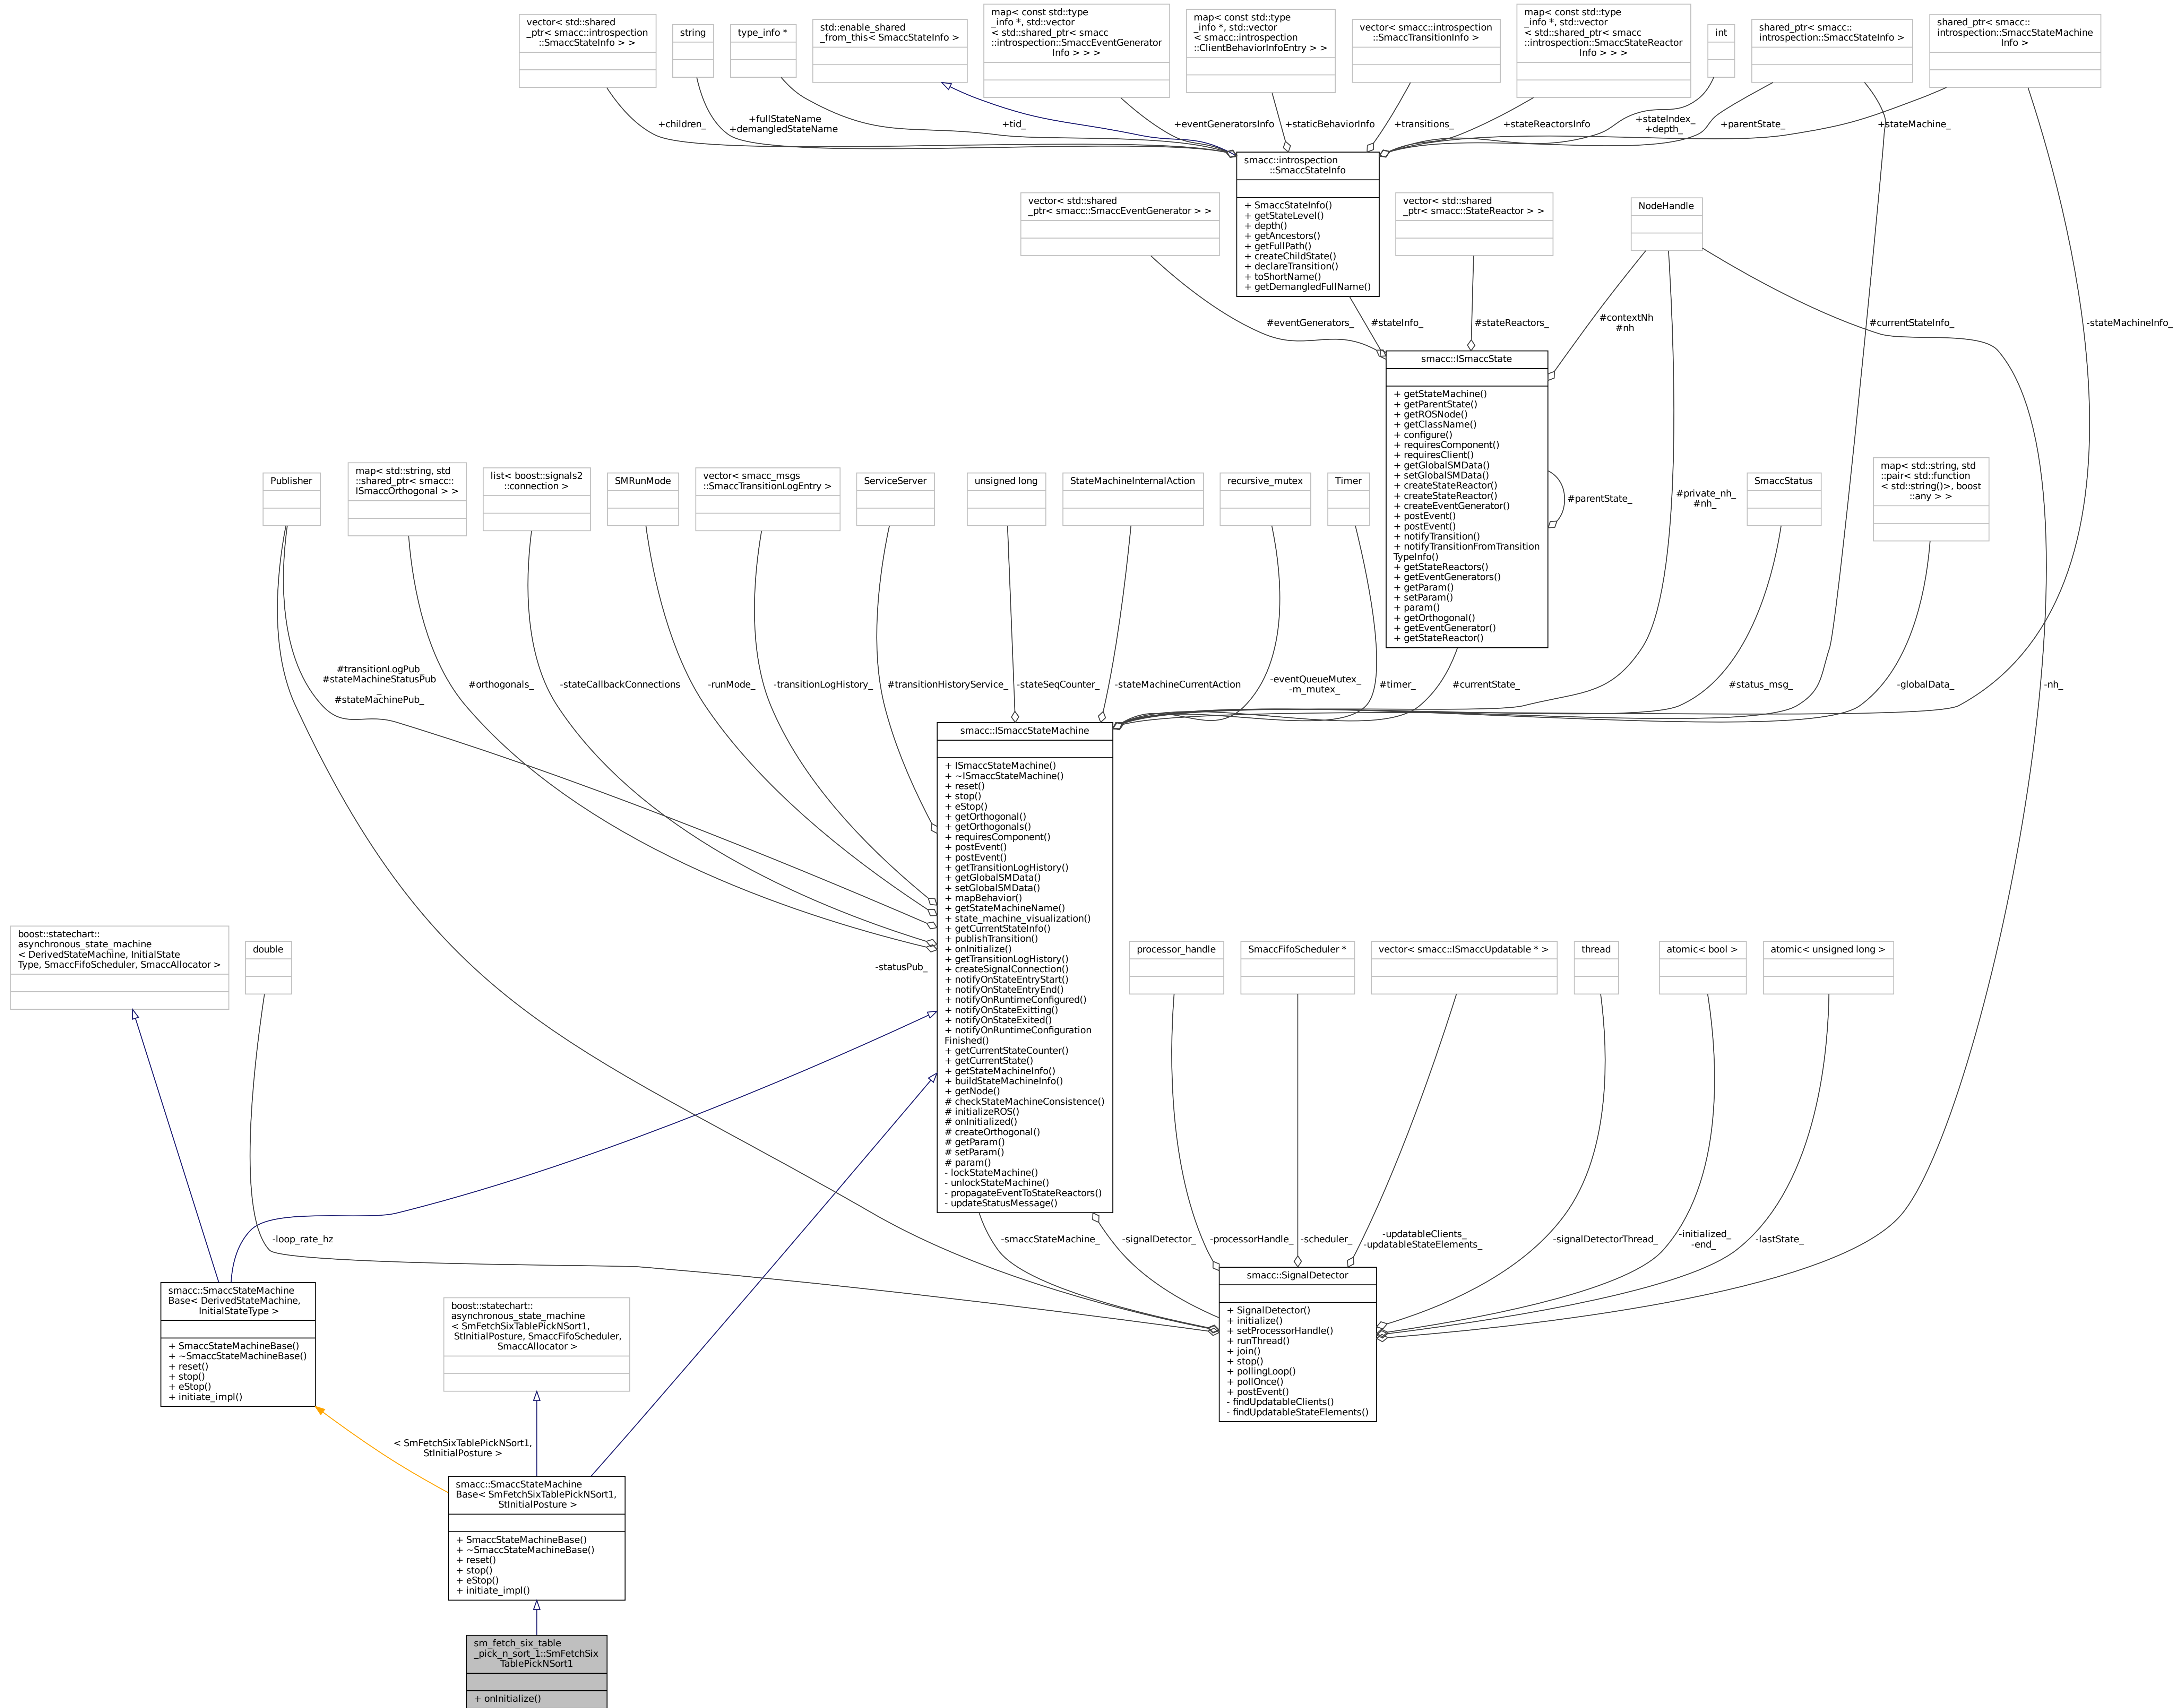 vector< std::shared
_ptr< smacc::introspection
::SmaccStateInfo > >
string
type_info *
std::enable_shared
_from_this< SmaccStateInfo >
map< const std::type
_info *, std::vector
< std::shared_ptr< smacc
::introspection::SmaccEventGenerator
Info > > >
map< const std::type
_info *, std::vector
< smacc::introspection
::ClientBehaviorInfoEntry > >
vector< smacc::introspection
::SmaccTransitionInfo >
map< const std::type
_info *, std::vector
< std::shared_ptr< smacc
::introspection::SmaccStateReactor
Info > > >
int
shared_ptr< smacc::
introspection::SmaccStateInfo >
shared_ptr< smacc::
introspection::SmaccStateMachine
Info >
+children_
+fullStateName
+demangledStateName
+tid_
+eventGeneratorsInfo
+staticBehaviorInfo
+transitions_
+stateReactorsInfo
+stateIndex_
+depth_
+parentState_
+stateMachine_
smacc::introspection
::SmaccStateInfo
+ SmaccStateInfo()
+ getStateLevel()
+ depth()
+ getAncestors()
+ getFullPath()
+ createChildState()
+ declareTransition()
+ toShortName()
+ getDemangledFullName()
vector< std::shared
_ptr< smacc::SmaccEventGenerator > >
vector< std::shared
_ptr< smacc::StateReactor > >
NodeHandle
#eventGenerators_
#stateInfo_
#stateReactors_
#contextNh
#nh
#currentStateInfo_
-stateMachineInfo_
smacc::ISmaccState
+ getStateMachine()
+ getParentState()
+ getROSNode()
+ getClassName()
+ configure()
+ requiresComponent()
+ requiresClient()
+ getGlobalSMData()
+ setGlobalSMData()
+ createStateReactor()
+ createStateReactor()
+ createEventGenerator()
+ postEvent()
+ postEvent()
+ notifyTransition()
+ notifyTransitionFromTransition
TypeInfo()
+ getStateReactors()
+ getEventGenerators()
+ getParam()
+ setParam()
+ param()
+ getOrthogonal()
+ getEventGenerator()
+ getStateReactor()
#parentState_
#private_nh_
#nh_
Publisher
map< std::string, std
::shared_ptr< smacc::
ISmaccOrthogonal > >
list< boost::signals2
::connection >
SMRunMode
vector< smacc_msgs
::SmaccTransitionLogEntry >
ServiceServer
unsigned long
StateMachineInternalAction
recursive_mutex
Timer
SmaccStatus
map< std::string, std
::pair< std::function
< std::string()>, boost
::any > >
#transitionLogPub_
#stateMachineStatusPub
_
#stateMachinePub_
#orthogonals_
-stateCallbackConnections
-runMode_
-transitionLogHistory_
#transitionHistoryService_
-stateSeqCounter_
-stateMachineCurrentAction
-eventQueueMutex_
-m_mutex_
#timer_
#currentState_
#status_msg_
-globalData_
-nh_
smacc::ISmaccStateMachine
+ ISmaccStateMachine()
+ ~ISmaccStateMachine()
+ reset()
+ stop()
+ eStop()
+ getOrthogonal()
+ getOrthogonals()
+ requiresComponent()
+ postEvent()
+ postEvent()
+ getTransitionLogHistory()
+ getGlobalSMData()
+ setGlobalSMData()
+ mapBehavior()
+ getStateMachineName()
+ state_machine_visualization()
+ getCurrentStateInfo()
+ publishTransition()
+ onInitialize()
+ getTransitionLogHistory()
+ createSignalConnection()
+ notifyOnStateEntryStart()
+ notifyOnStateEntryEnd()
+ notifyOnRuntimeConfigured()
+ notifyOnStateExitting()
+ notifyOnStateExited()
+ notifyOnRuntimeConfiguration
Finished()
+ getCurrentStateCounter()
+ getCurrentState()
+ getStateMachineInfo()
+ buildStateMachineInfo()
+ getNode()
# checkStateMachineConsistence()
# initializeROS()
# onInitialized()
# createOrthogonal()
# getParam()
# setParam()
# param()
- lockStateMachine()
- unlockStateMachine()
- propagateEventToStateReactors()
- updateStatusMessage()
boost::statechart::
asynchronous_state_machine
< DerivedStateMachine, InitialState
Type, SmaccFifoScheduler, SmaccAllocator >
double
-statusPub_
processor_handle
SmaccFifoScheduler *
vector< smacc::ISmaccUpdatable * >
thread
atomic< bool >
atomic< unsigned long >
-loop_rate_hz
-smaccStateMachine_
-signalDetector_
-processorHandle_
-scheduler_
-updatableClients_
-updatableStateElements_
-signalDetectorThread_
-initialized_
-end_
-lastState_
smacc::SmaccStateMachine
Base< DerivedStateMachine,
InitialStateType >
+ SmaccStateMachineBase()
+ ~SmaccStateMachineBase()
+ reset()
+ stop()
+ eStop()
+ initiate_impl()
boost::statechart::
asynchronous_state_machine
< SmFetchSixTablePickNSort1,
StInitialPosture, SmaccFifoScheduler,
SmaccAllocator >
smacc::SignalDetector
+ SignalDetector()
+ initialize()
+ setProcessorHandle()
+ runThread()
+ join()
+ stop()
+ pollingLoop()
+ pollOnce()
+ postEvent()
- findUpdatableClients()
- findUpdatableStateElements()
< SmFetchSixTablePickNSort1,
StInitialPosture >
smacc::SmaccStateMachine
Base< SmFetchSixTablePickNSort1,
StInitialPosture >
+ SmaccStateMachineBase()
+ ~SmaccStateMachineBase()
+ reset()
+ stop()
+ eStop()
+ initiate_impl()
sm_fetch_six_table
_pick_n_sort_1::SmFetchSix
TablePickNSort1
+ onInitialize()